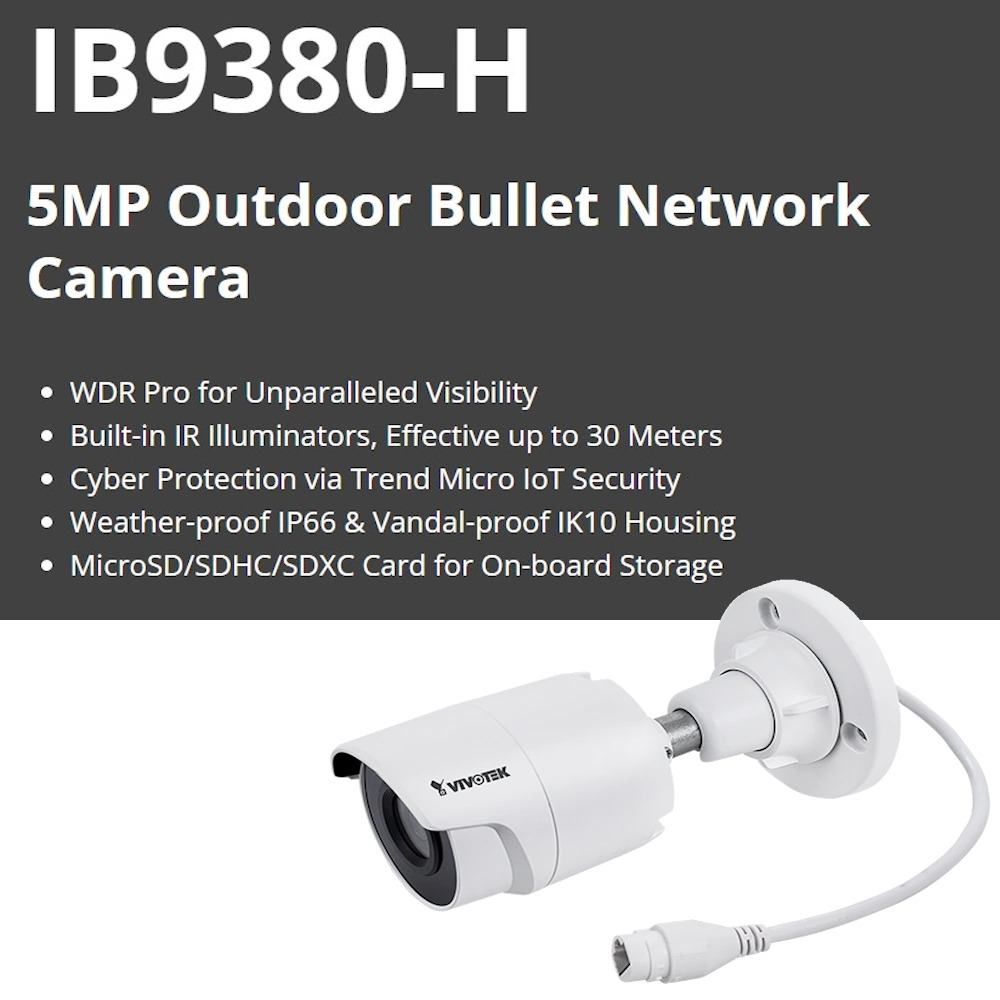 IB9380-H
5MP Outdoor Bullet Network
Camera
• WDR Pro for Unparalleled Visibility
• Built-in IR Illuminators, Effective up to 30 Meters
• Cyber Protection via Trend Micro IoT Security
• Weather-proof IP66 & Vandal-proof IK10 Housing
• MicroSD/SDHC/SDXC Card for On-board Storage
VIVOTEK